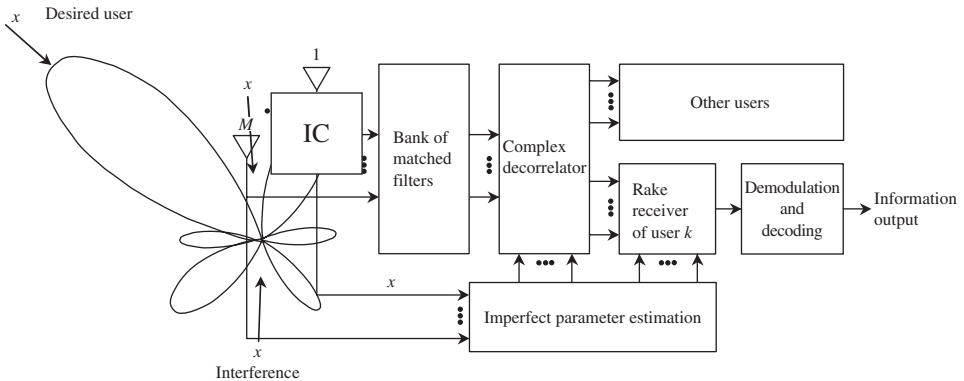 x
Desired user
1
x
M
IC
Bank of
matched
filters
Complex
decorrelator
Other users
Rake
receiver
of user k
Demodulation
and
decoding
Information
output
x
Imperfect parameter estimation
x
Interference